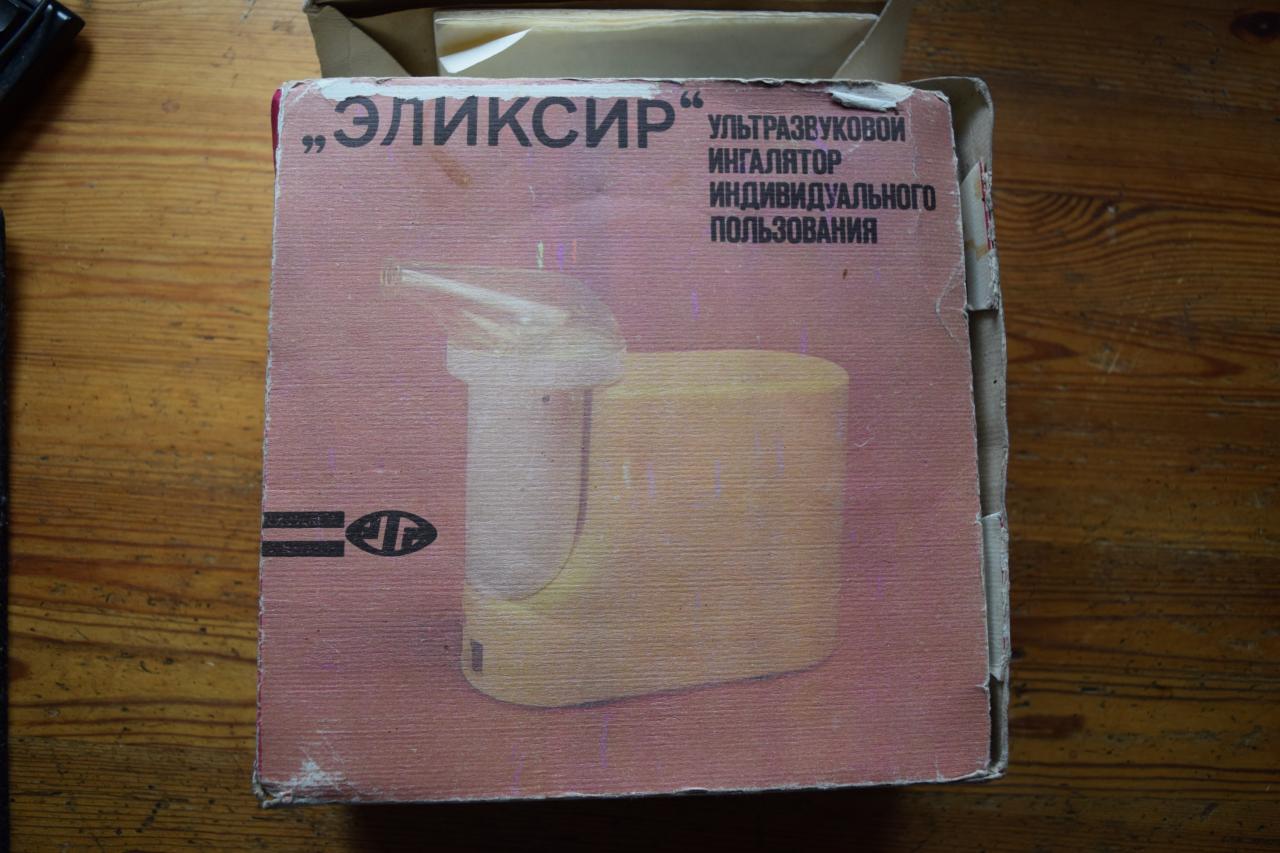 „ЭЛИКСИР“
УЛЬТРАЗВУКОВОЙ
ИНГАЛЯТОР
ИНДИВИДУАЛЬНОГО
ПОЛЬЗОВАНИЯ